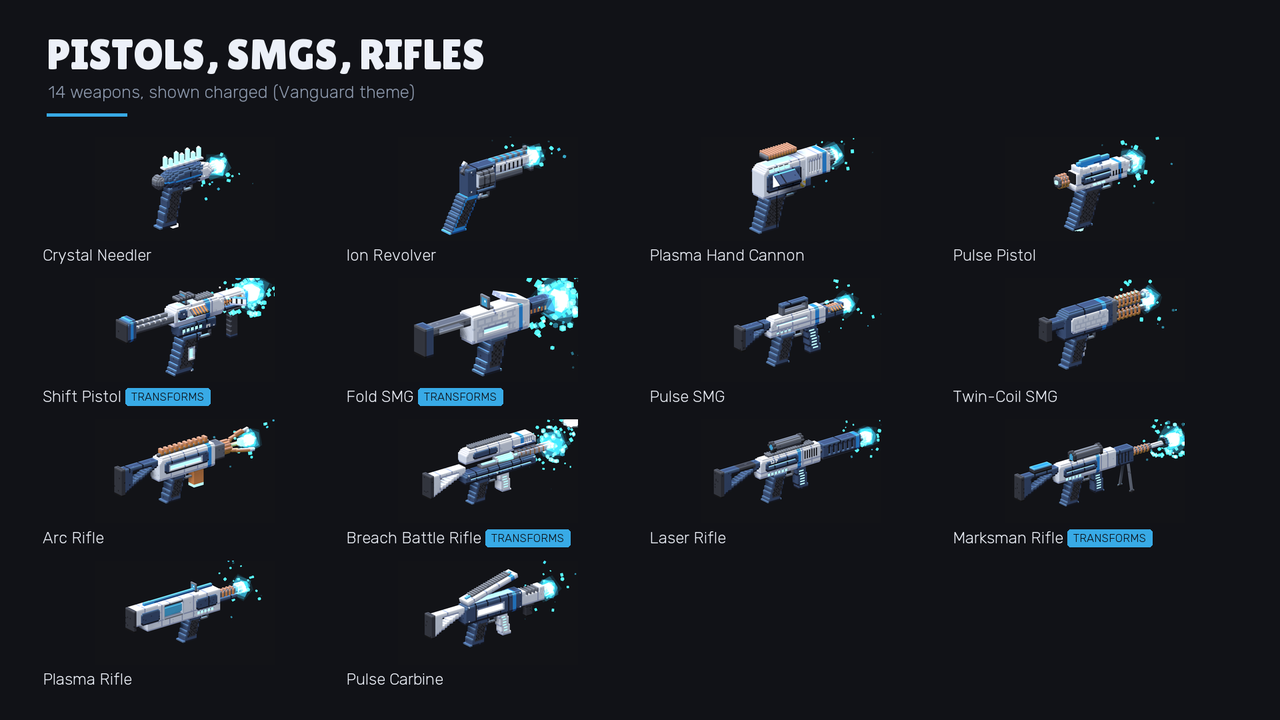 PISTOLS, SMGS, RIFLES
14 weapons, shown charged (Vanguard theme)
Crystal Needler
Ion Revolver
Plasma Hand Cannon
Pulse Pistol
Shift Pistol TRANSFORMS
Fold SMG TRANSFORMS
Pulse SMG
Twin-Coil SMG
Arc Rifle
Breach Battle Rifle TRANSFORMS
Laser Rifle
Marksman Rifle TRANSFORMS
Plasma Rifle
Pulse Carbine